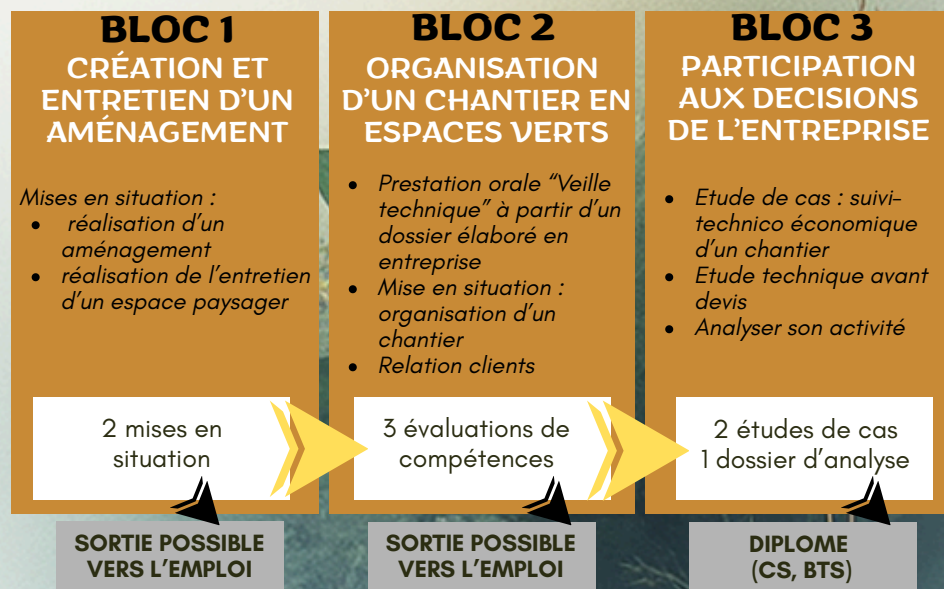 BLOC 1
CRÉATION ET
ENTRETIEN D'UN
AMÉNAGEMENT
Mises en situation :
• réalisation d'un
aménagement
• réalisation de l'entretien
d'un espace paysager
2 mises en
situation
SORTIE POSSIBLE
VERS L'EMPLOI
BLOC 2
ORGANISATION
D'UN CHANTIER EN
ESPACES VERTS
• Prestation orale "Veille
technique" à partir d'un
dossier élaboré en
entreprise
• Mise en situation :
organisation d'un
chantier
• Relation clients
3 évaluations de
compétences
SORTIE POSSIBLE
VERS L'EMPLOI
BLOC 3
PARTICIPATION
AUX DECISIONS
DE L'ENTREPRISE
• Etude de cas : suivi-
technico économique
d'un chantier
• Etude technique avant
devis
• Analyser son activité
2 études de cas
1 dossier d'analyse
DIPLOME
(CS, BTS)